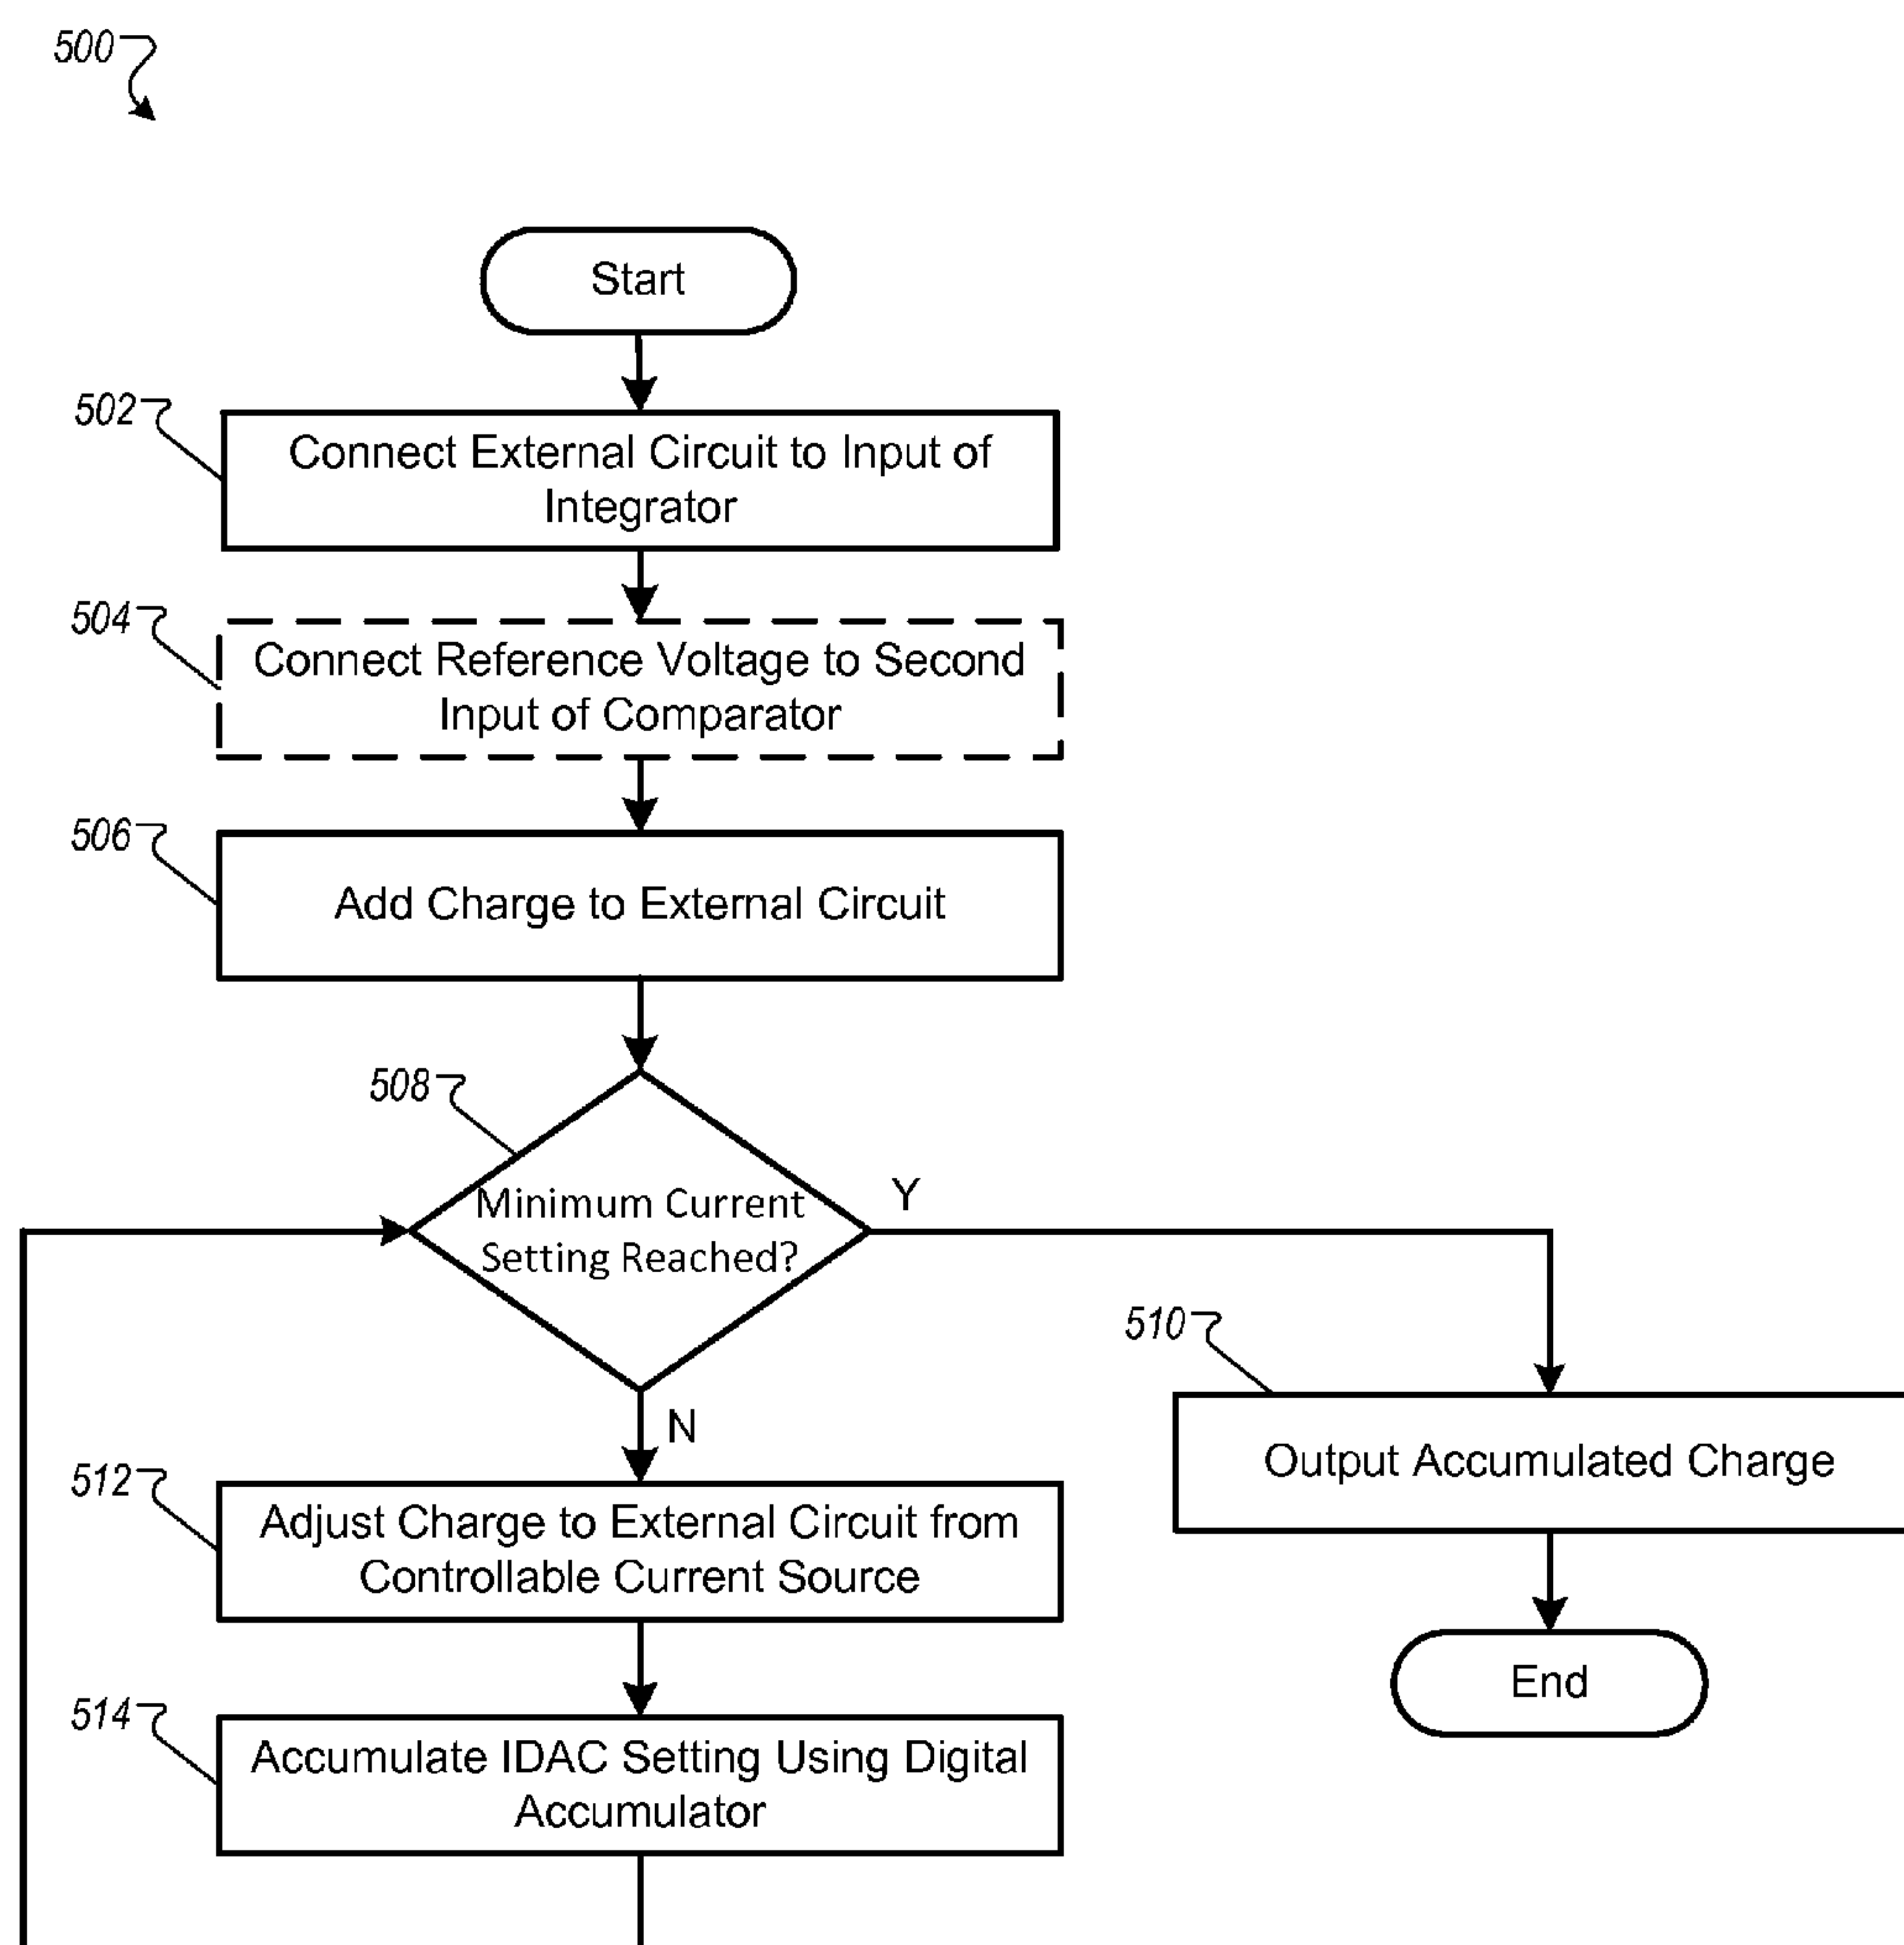 500
Start
502
Connect External Circuit to Input of
Integrator
504
Connect Reference Voltage to Second
Input of Comparator
506
Add Charge to External Circuit
508
Minimum Current
Setting Reached?
Y
N
510
Output Accumulated Charge
512
Adjust Charge to External Circuit from
Controllable Current Source
End
514
Accumulate IDAC Setting Using Digital
Accumulator